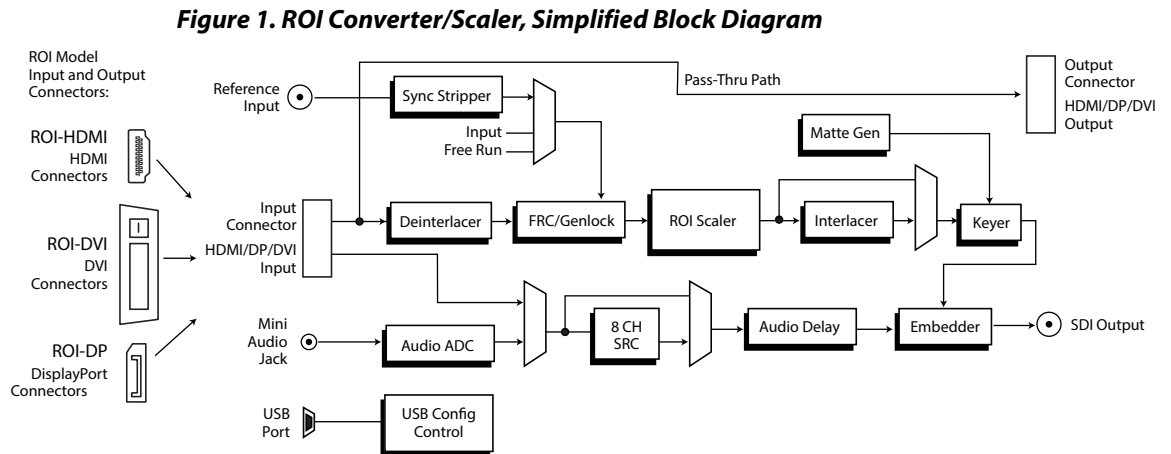 Figure 1. ROI Converter/Scaler, Simplified Block Diagram
ROI Model
Input and Output
Connectors:
ROI-HDMI
HDMI
Connectors
ROI-DVI
DVI
Connectors
ROI-DP
DisplayPort
Connectors
Reference
Input
Sync Stripper
Input
Free Run
Pass-Thru Path
Output
Connector
HDMI/DP/DVI
Output
Matte Gen
Input
Connector
HDMI/DP/DVI
Input
Deinterlacer
FRC/Genlock
ROI Scaler
Interlacer
Keyer
Mini
Audio
Jack
Audio ADC
8 CH
SRC
Audio Delay
Embedder
SDI Output
USB
Port
USB Config
Control